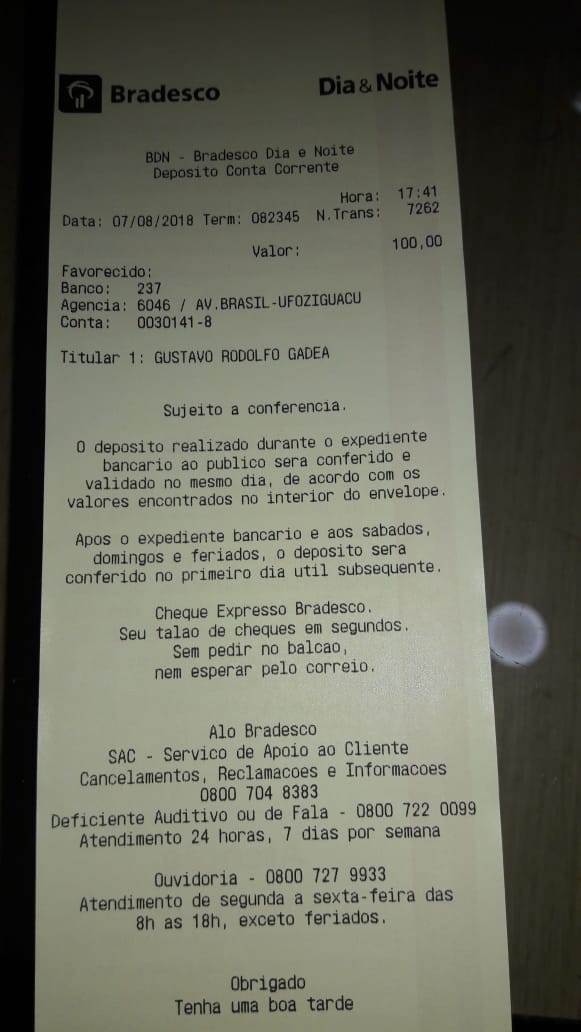 Bradesco Dia & Noite
BDN - Bradesco Dia e Noite
Deposito Conta Corrente
Hora: 17:41
Data: 07/08/2018 Term: 082345 N.Trans: 7262
Valor: 100,00
Favorecido:
Banco: 237
Agencia: 6046 / AV.BRASIL-UFOZIGUACU
Conta: 0030141-8
Titular 1: GUSTAVO RODOLFO GADEA
Sujeito a conferencia.
O deposito realizado durante o expediente
bancario ao publico sera conferido e
validado no mesmo dia, de acordo com os
valores encontrados no interior do envelope.
Apos o expediente bancario e aos sabados,
domingos e feriados, o deposito sera
conferido no primeiro dia util subsequente.
Cheque Expresso Bradesco.
Seu talao de cheques em segundos.
Sem pedir no balcao,
nem esperar pelo correio.
Alo Bradesco
SAC - Servico de Apoio ao Cliente
Cancelamentos, Reclamacoes e Informacoes
0800 704 8383
Deficiente Auditivo ou de Fala - 0800 722 0099
Atendimento 24 horas, 7 dias por semana
Ouvidoria - 0800 727 9933
Atendimento de segunda a sexta-feira das
8h as 18h, exceto feriados.
Obrigado
Tenha uma boa tarde